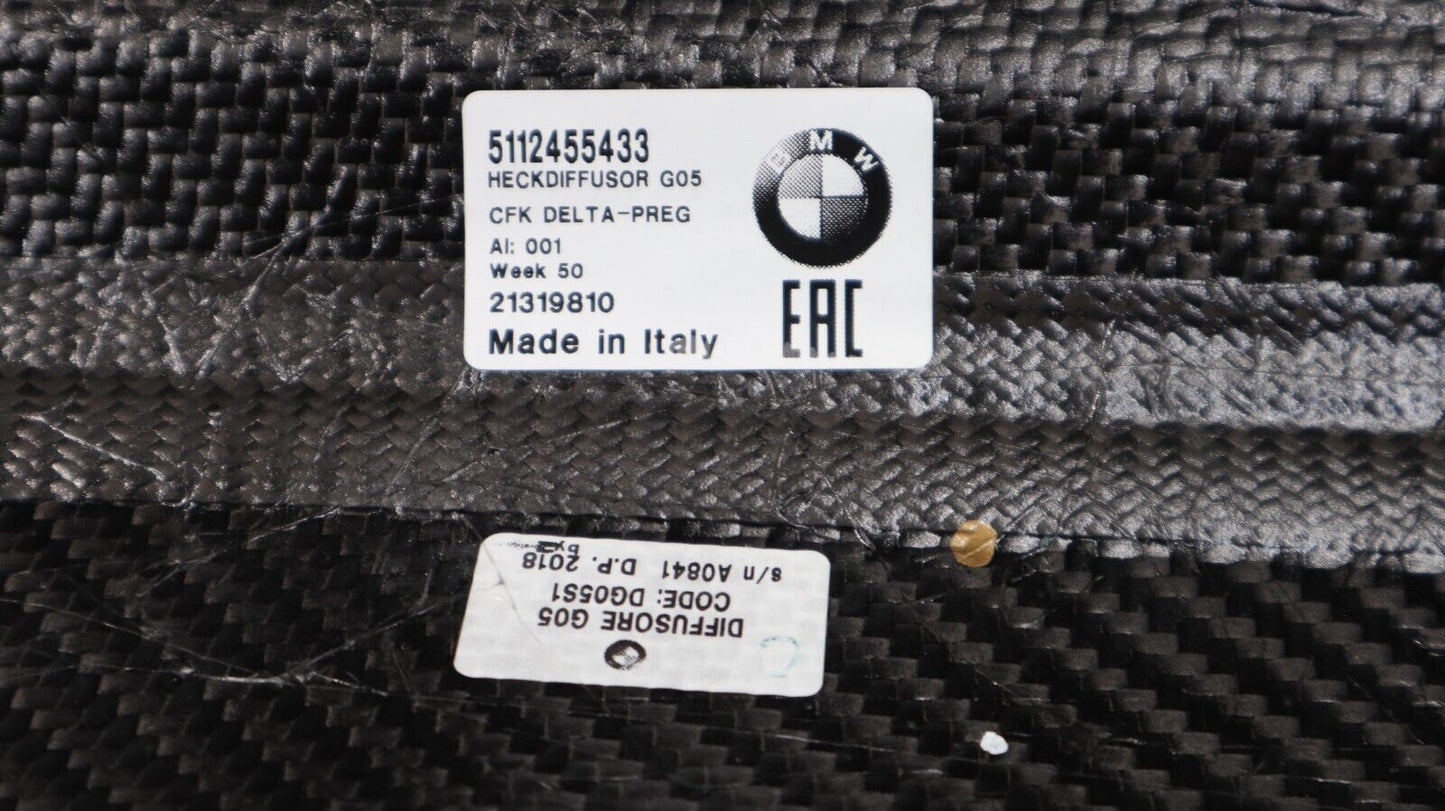 5112455433
HECKDIFFUSOR G05
CFK DELTA-PREG
AI: 001
Week 50
21319810
Made in Italy
BMW
EAC
DIFFUSORE G05
CODE: DG05S1
s/n A0841 D.P. 2018